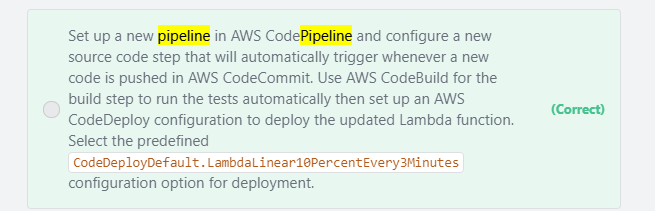 Set up a new pipeline in AWS CodePipeline and configure a new
source code step that will automatically trigger whenever a new
code is pushed in AWS CodeCommit. Use AWS CodeBuild for the
build step to run the tests automatically then set up an AWS
CodeDeploy configuration to deploy the updated Lambda function.
(Correct)
Select the predefined
CodeDeployDefault.LambdaLinear10PercentEvery3Minutes
configuration option for deployment.